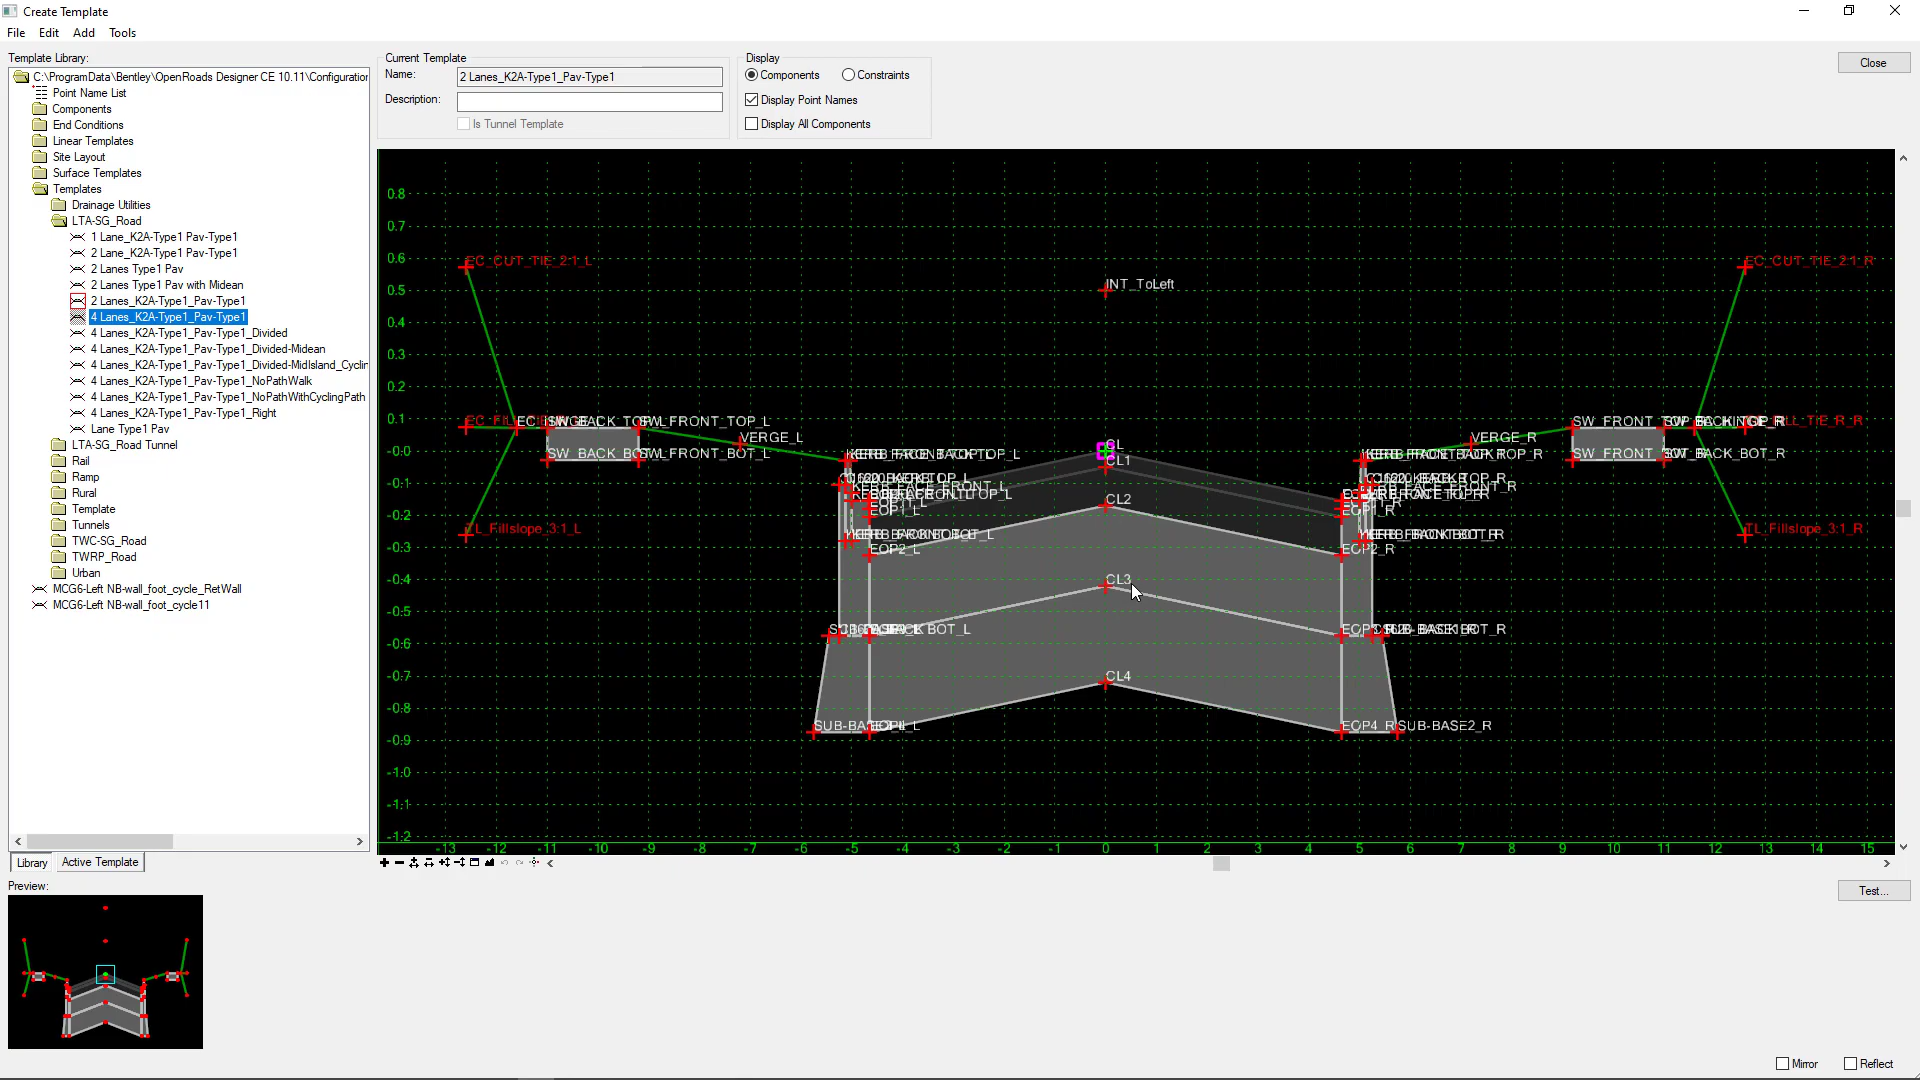 Create Template
File Edit Add Tools
Template Library:
C:\ProgramData\Bentley\OpenRoads Designer CE 10.11\Configuration
Point Name List
Components
End Conditions
Linear Templates
Site Layout
Surface Templates
Templates
Drainage Utilities
LTA-SG_Road
1 Lane_K2A-Type1 Pav-Type1
2 Lane_K2A-Type1 Pav-Type1
2 Lanes Type1 Pav
2 Lanes Type1 Pav with Midean
2 Lanes_K2A-Type1_Pav-Type1
4 Lanes_K2A-Type1_Pav-Type1
4 Lanes_K2A-Type1_Pav-Type1_Divided
4 Lanes_K2A-Type1_Pav-Type1_Divided-Midean
4 Lanes_K2A-Type1_Pav-Type1_Divided-MidIsland_Cyclin
4 Lanes_K2A-Type1_Pav-Type1_NoPathWalk
4 Lanes_K2A-Type1_Pav-Type1_NoPathWithCyclingPath
4 Lanes_K2A-Type1_Pav-Type1_Right
Lane Type1 Pav
LTA-SG_Road Tunnel
Rail
Ramp
Rural
Template
Tunnels
TWC-SG_Road
TWRP_Road
Urban
MCG6-Left NB-wall_foot_cycle_RetWall
MCG6-Left NB-wall_foot_cycle11
Library Active Template
Preview:
Current Template
Name: 2 Lanes_K2A-Type1_Pav-Type1
Description:
Is Tunnel Template
Display
Components Constraints
Display Point Names
Display All Components
Close
0.8
0.7
0.6
0.5
0.4
0.3
0.2
0.1
-0.0
-0.1
-0.2
-0.3
-0.4
-0.5
-0.6
-0.7
-0.8
-0.9
-1.0
-1.1
-1.2
EC_CUT_TIE_2:1_L
EC_CUT_TIE_2:1_R
INT_ToLeft
VERGE_L
VERGE_R
SW_FRONT_TOP_L
SW_FRONT_BOT_L
SW_BACK_BOT_R
CL
CL1
CL2
CL3
CL4
EOP1_L
EOP2_L
EOP2_R
TL_Fillslope_3:1_L
TL_Fillslope_3:1_R
EOP4_R
SUB-BASE2_R
-13 -12 -11 -10 -9 -8 -7 -6 -5 -4 -3 -2 -1 0 1 2 3 4 5 6 7 8 9 10 11 12 13 14 15
Test...
Mirror Reflect